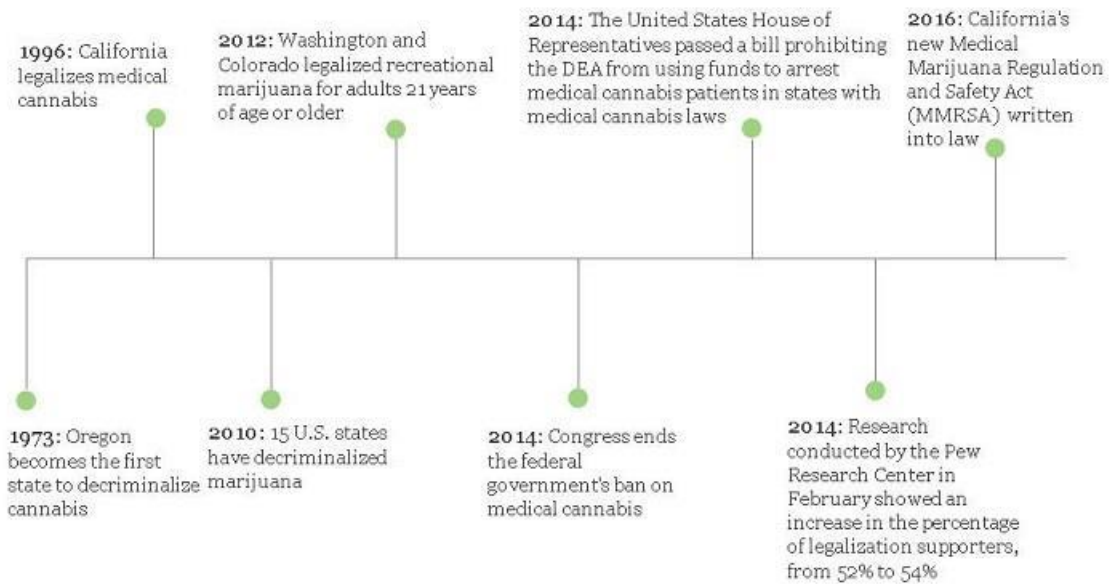 1996: California
legalizes medical
cannabis
2012: Washington and
Colorado legalized recreational
marijuana for adults 21 years
of age or older
2014: The United States House of
Representatives passed a bill prohibiting
the DEA from using funds to arrest
medical cannabis patients in states with
medical cannabis laws
2016: California's
new Medical
Marijuana Regulation
and Safety Act
(MMRSA) written
into law
1973: Oregon
becomes the first
state to decriminalize
cannabis
2010: 15 U.S. states
have decriminalized
marijuana
2014: Congress ends
the federal
government's ban on
medical cannabis
2014: Research
conducted by the Pew
Research Center in
February showed an
increase in the percentage
of legalization supporters,
from 52% to 54%